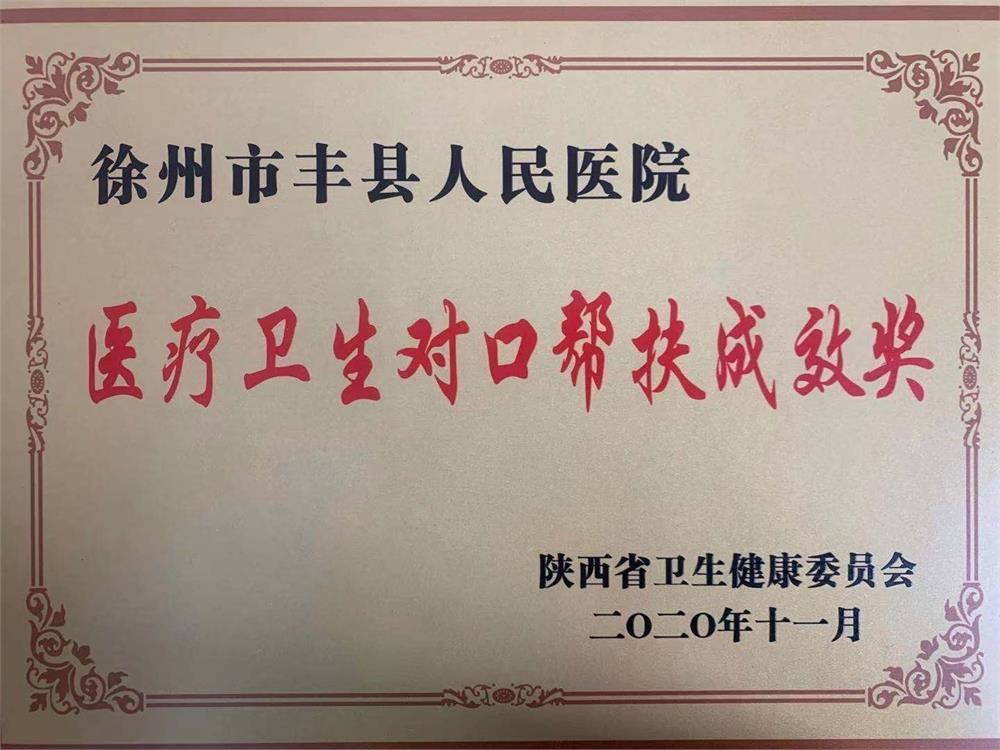 徐州市丰县人民医院
医疗卫生对口帮扶成效奖
陕西省卫生健康委员会
二〇二〇年十一月